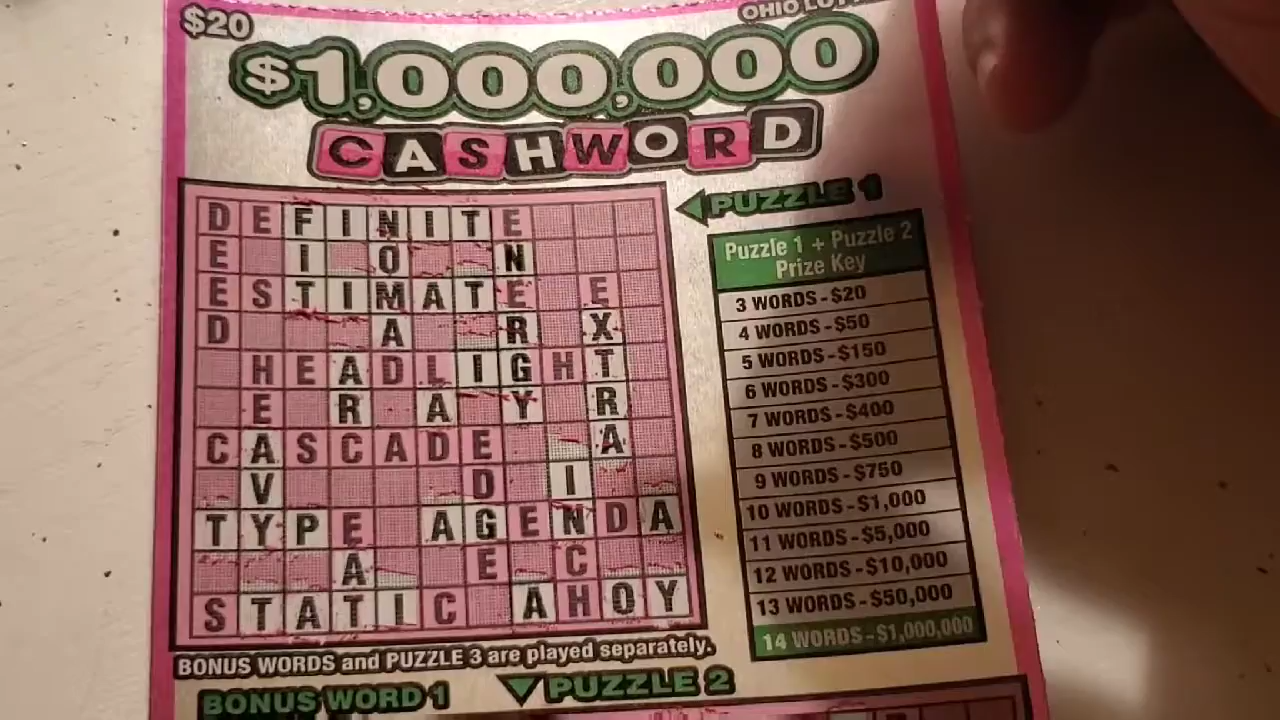 $20
OHIO LOTT
$1,000,000
CASHWORD
PUZZLE 1
Puzzle 1 + Puzzle 2
Prize Key
3 WORDS - $20
4 WORDS - $50
5 WORDS - $150
6 WORDS - $300
7 WORDS - $400
8 WORDS - $500
9 WORDS - $750
10 WORDS - $1,000
11 WORDS - $5,000
12 WORDS - $10,000
13 WORDS - $50,000
14 WORDS - $1,000,000
DEFINITE
E I O N
ESTIMATE E
D A R X
HEADLIGHT T
E R A Y R
CASCADE A
V D I
TYPE AGENDA
A E C
STATIC AHOY
BONUS WORDS and PUZZLE 3 are played separately.
BONUS WORD 1
PUZZLE 2